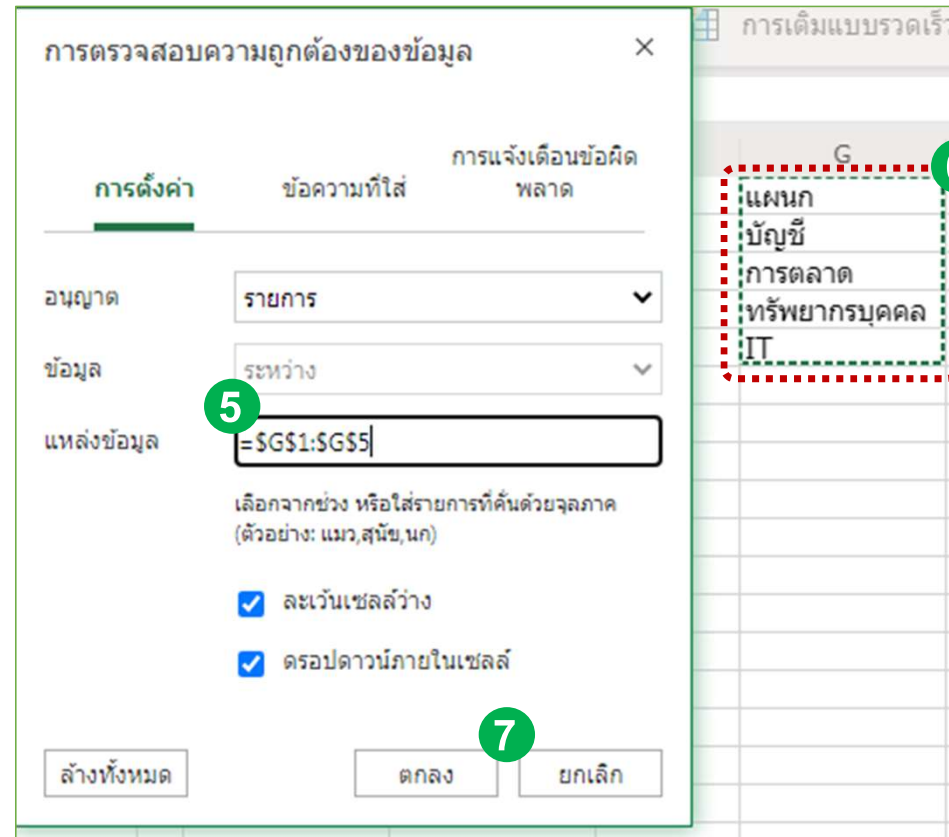 การเติมแบบรวดเร็ว
การตรวจสอบความถูกต้องของข้อมูล
การตั้งค่า
ข้อความที่ใส่
การแจ้งเตือนข้อผิด
พลาด
อนุญาต
รายการ
ข้อมูล
ระหว่าง
5
แหล่งข้อมูล
=$G$1:$G$5
เลือกจากช่วง หรือใส่รายการที่คั่นด้วยจุลภาค
(ตัวอย่าง: แมว,สุนัข,นก)
ละเว้นเซลล์ว่าง
ดรอปดาวน์ภายในเซลล์
7
ล้างทั้งหมด
ตกลง
ยกเลิก
G
แผนก
บัญชี
การตลาด
ทรัพยากรบุคคล
IT